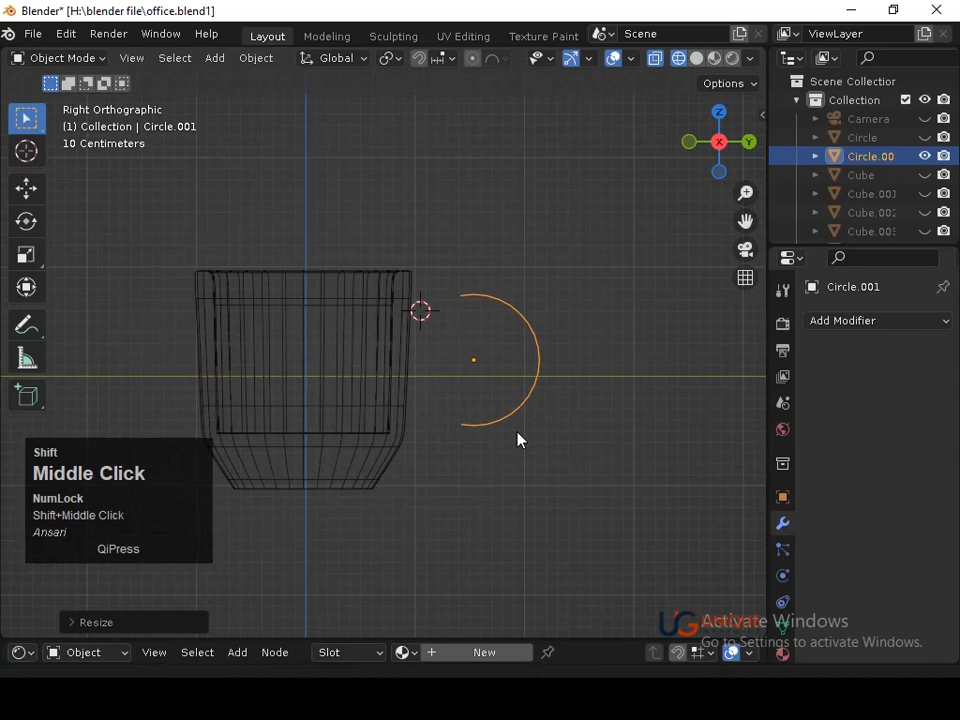 Blender* [H:\blender file\office.blend1]
File Edit Render Window Help Layout Modeling Sculpting UV Editing Texture Paint Scene ViewLayer
Object Mode View Select Add Object Global
Options
Right Orthographic
(1) Collection | Circle.001
10 Centimeters
Z
Y
X
Scene Collection
Collection
Camera
Circle
Circle.00
Cube
Cube.001
Cube.002
Cube.003
Circle.001
Add Modifier
Shift
Middle Click
NumLock
Shift+Middle Click
Ansari
QiPress
Resize
UG
Activate Windows
Go to Settings to activate Windows.
Object View Select Add Node Slot New